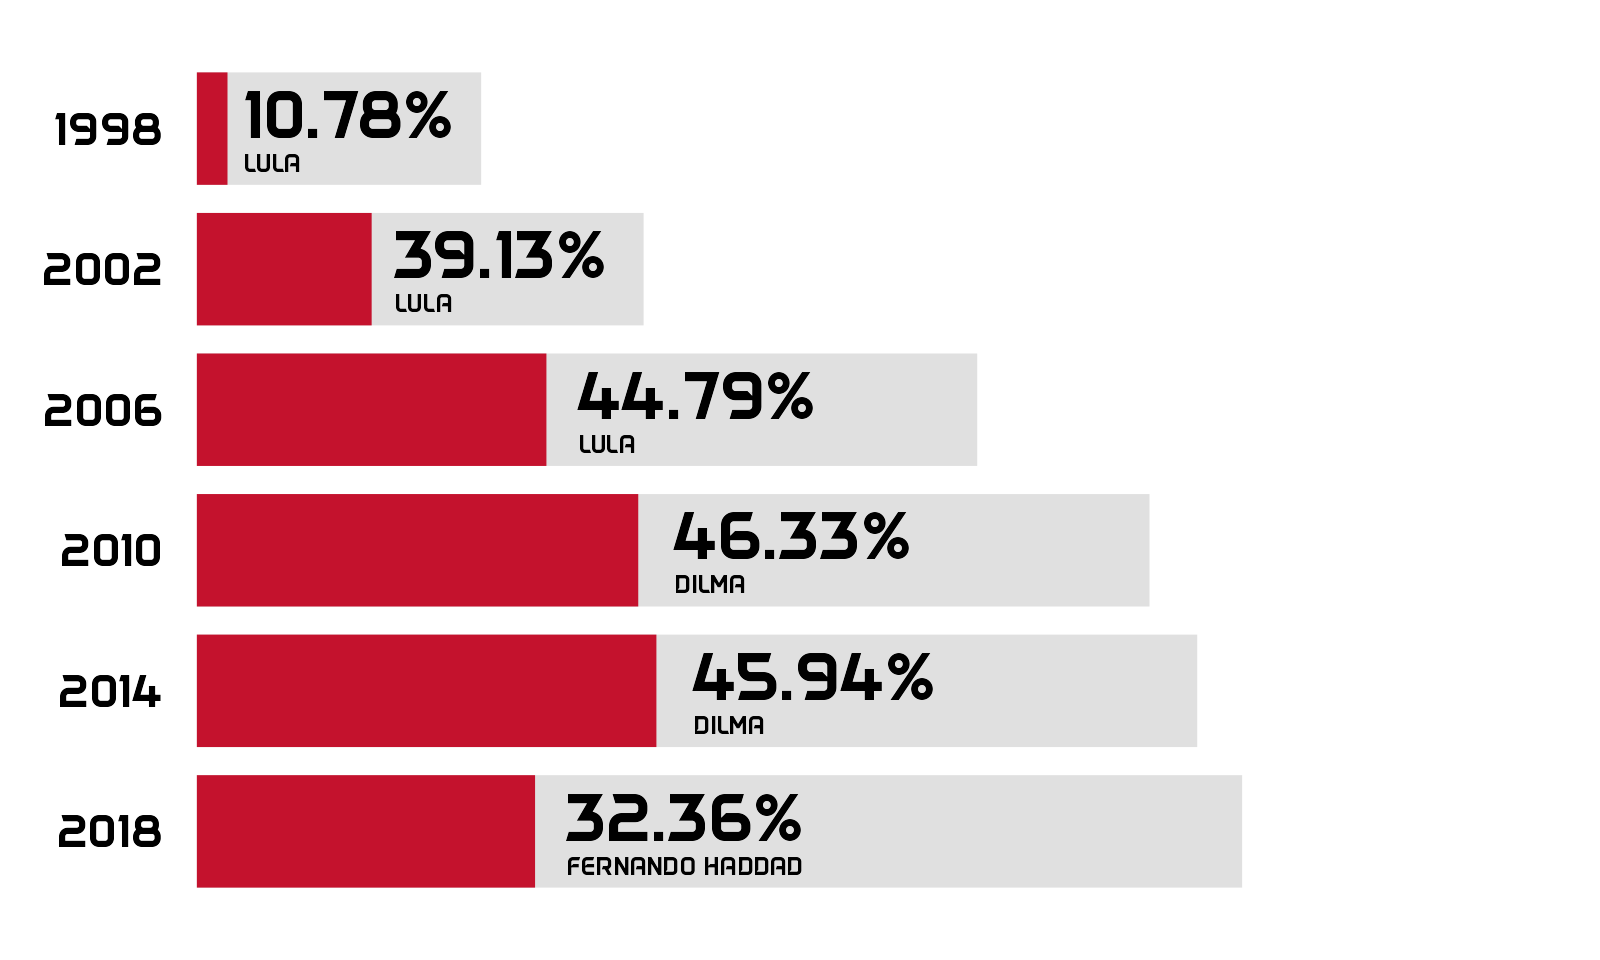 1998
10.78%
LULA
2002
39.13%
LULA
2006
44.79%
LULA
2010
46.33%
DILMA
2014
45.94%
DILMA
2018
32.36%
FERNANDO HADDAD